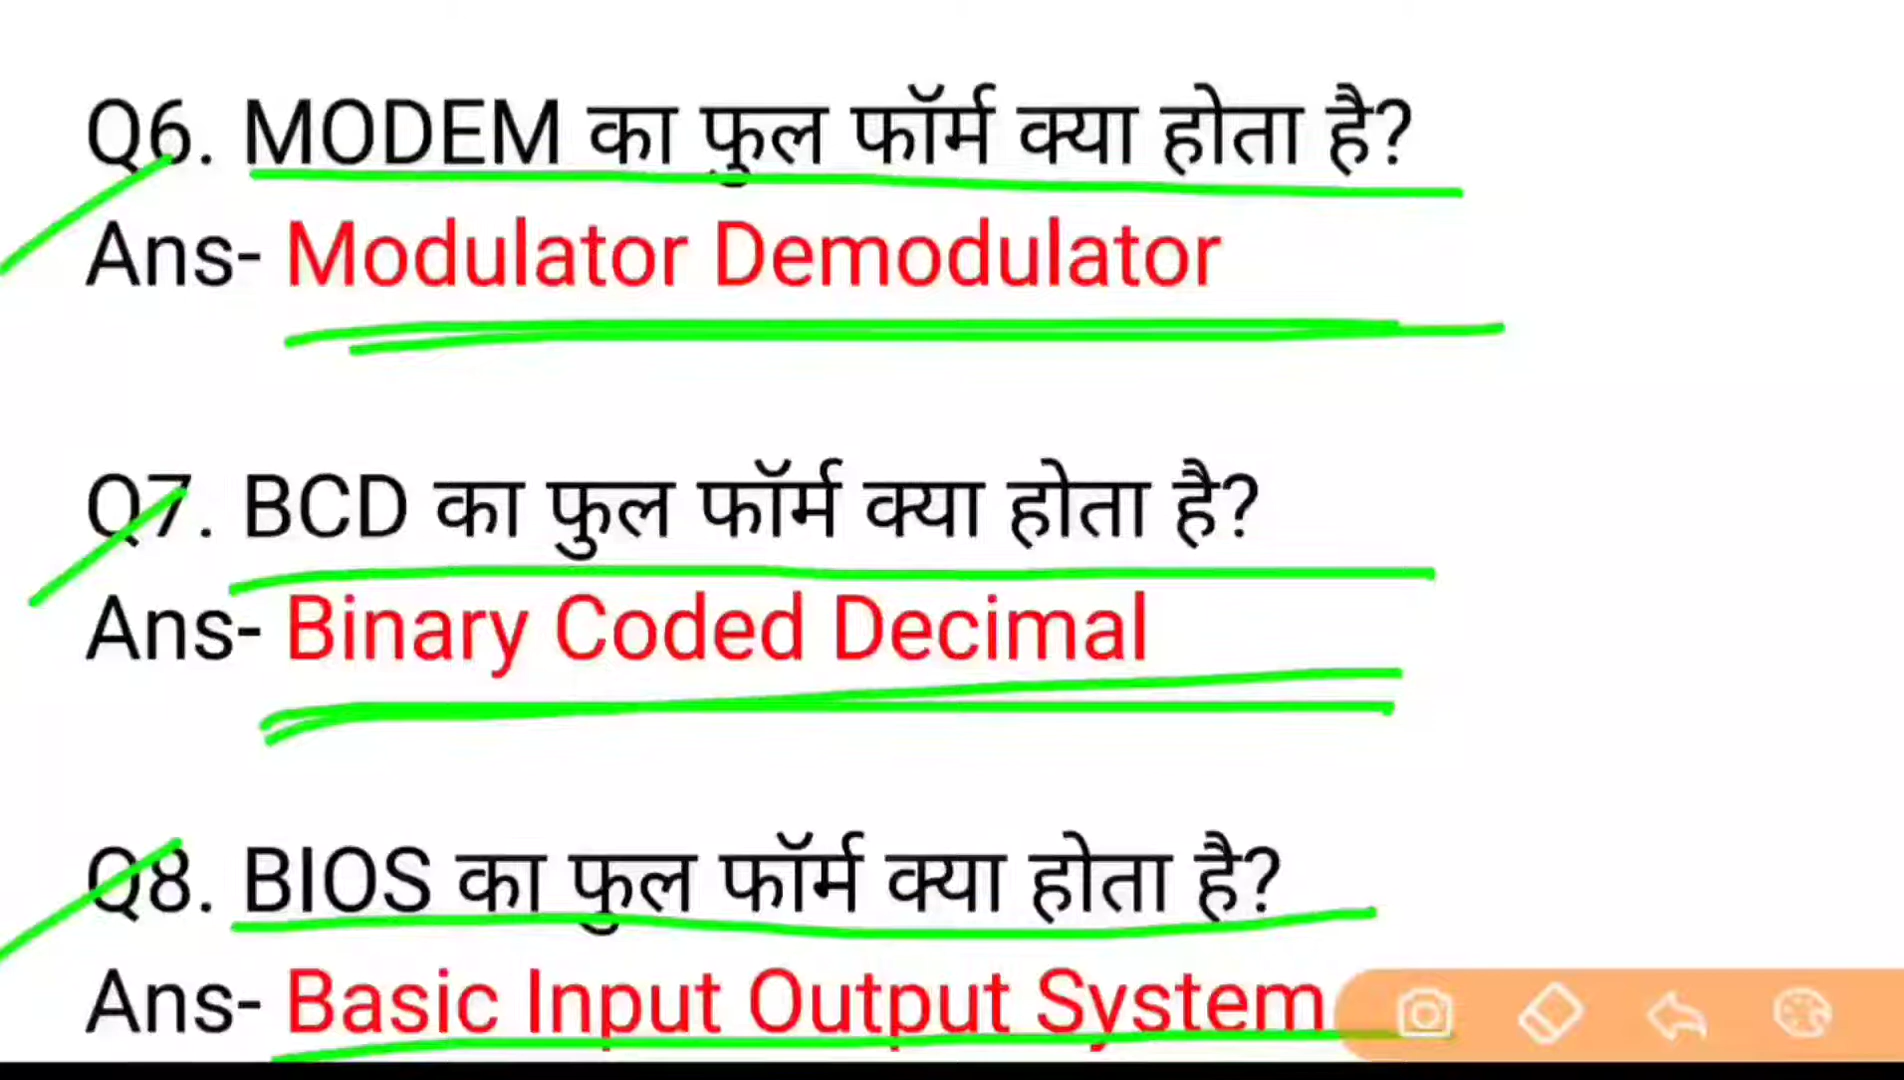 Q6. MODEM का फुल फॉर्म क्या होता है?
Ans- Modulator Demodulator
Q7. BCD का फुल फॉर्म क्या होता है?
Ans- Binary Coded Decimal
Q8. BIOS का फुल फॉर्म क्या होता है?
Ans- Basic Input Output System